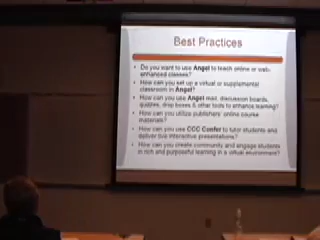 Best Practices
• Do you want to use Angel to teach online or web-
enhanced classes?
• How can you set up a virtual or supplemental
classroom in Angel?
• How can you use Angel mail, discussion boards,
quizzes, drop boxes & other tools to enhance learning?
• How can you utilize publishers' online course
materials?
• How can you use CCC Confer to tutor students and
deliver live interactive presentations?
• How can you create community and engage students
in rich and purposeful learning in a virtual environment?